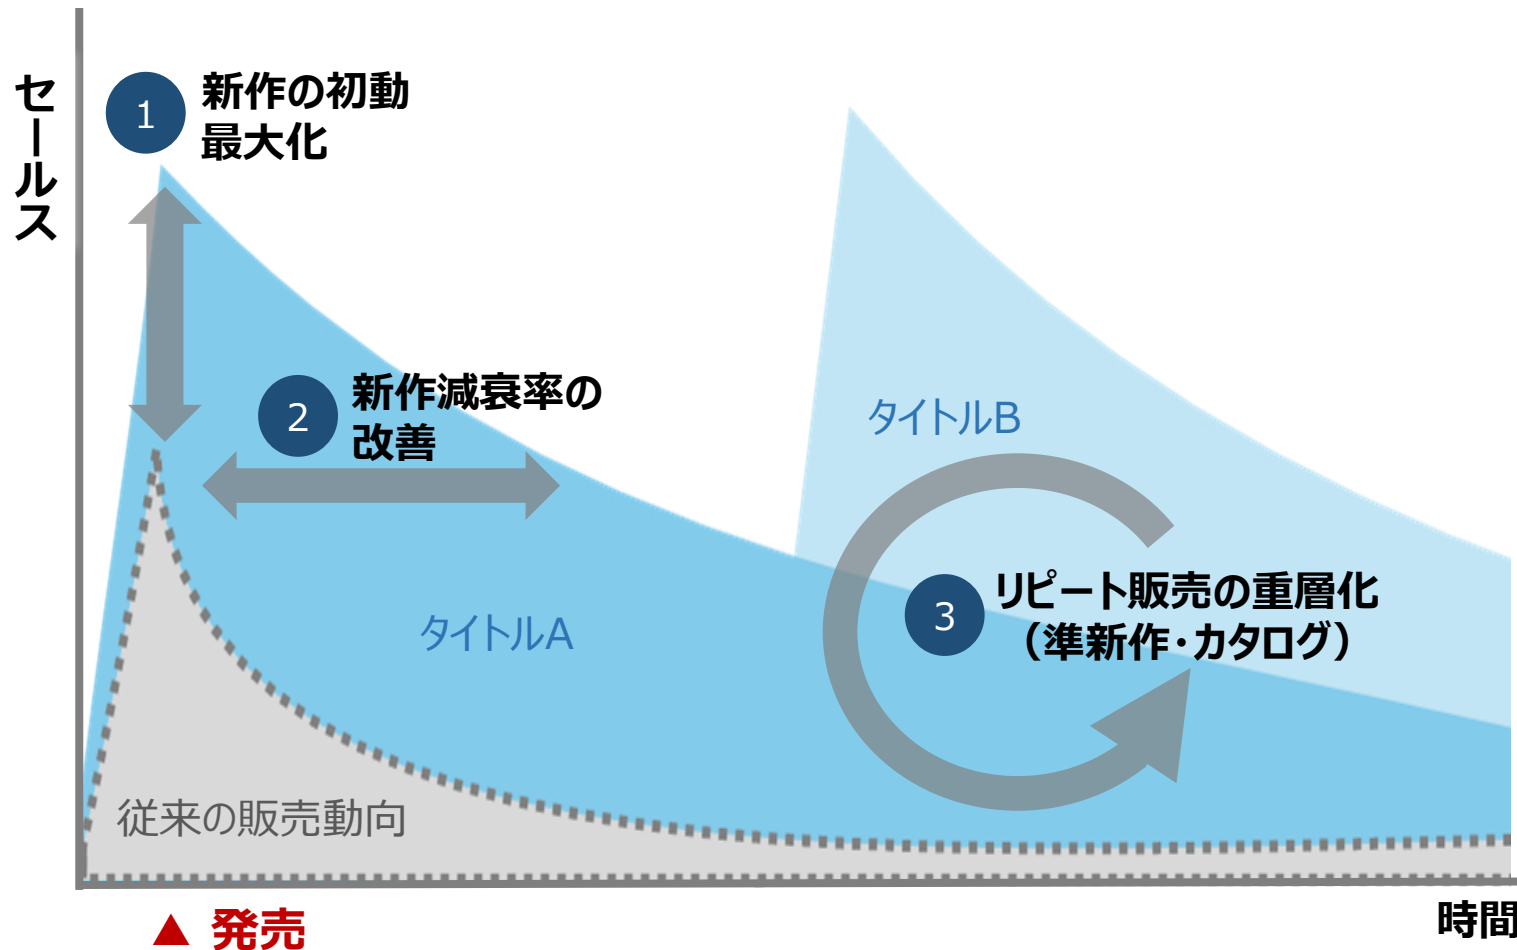 セールス
1
新作の初動
最大化
2
新作減衰率の
改善
タイトルB
タイトルA
3
リピート販売の重層化
（準新作・カタログ）
従来の販売動向
▲ 発売
時間